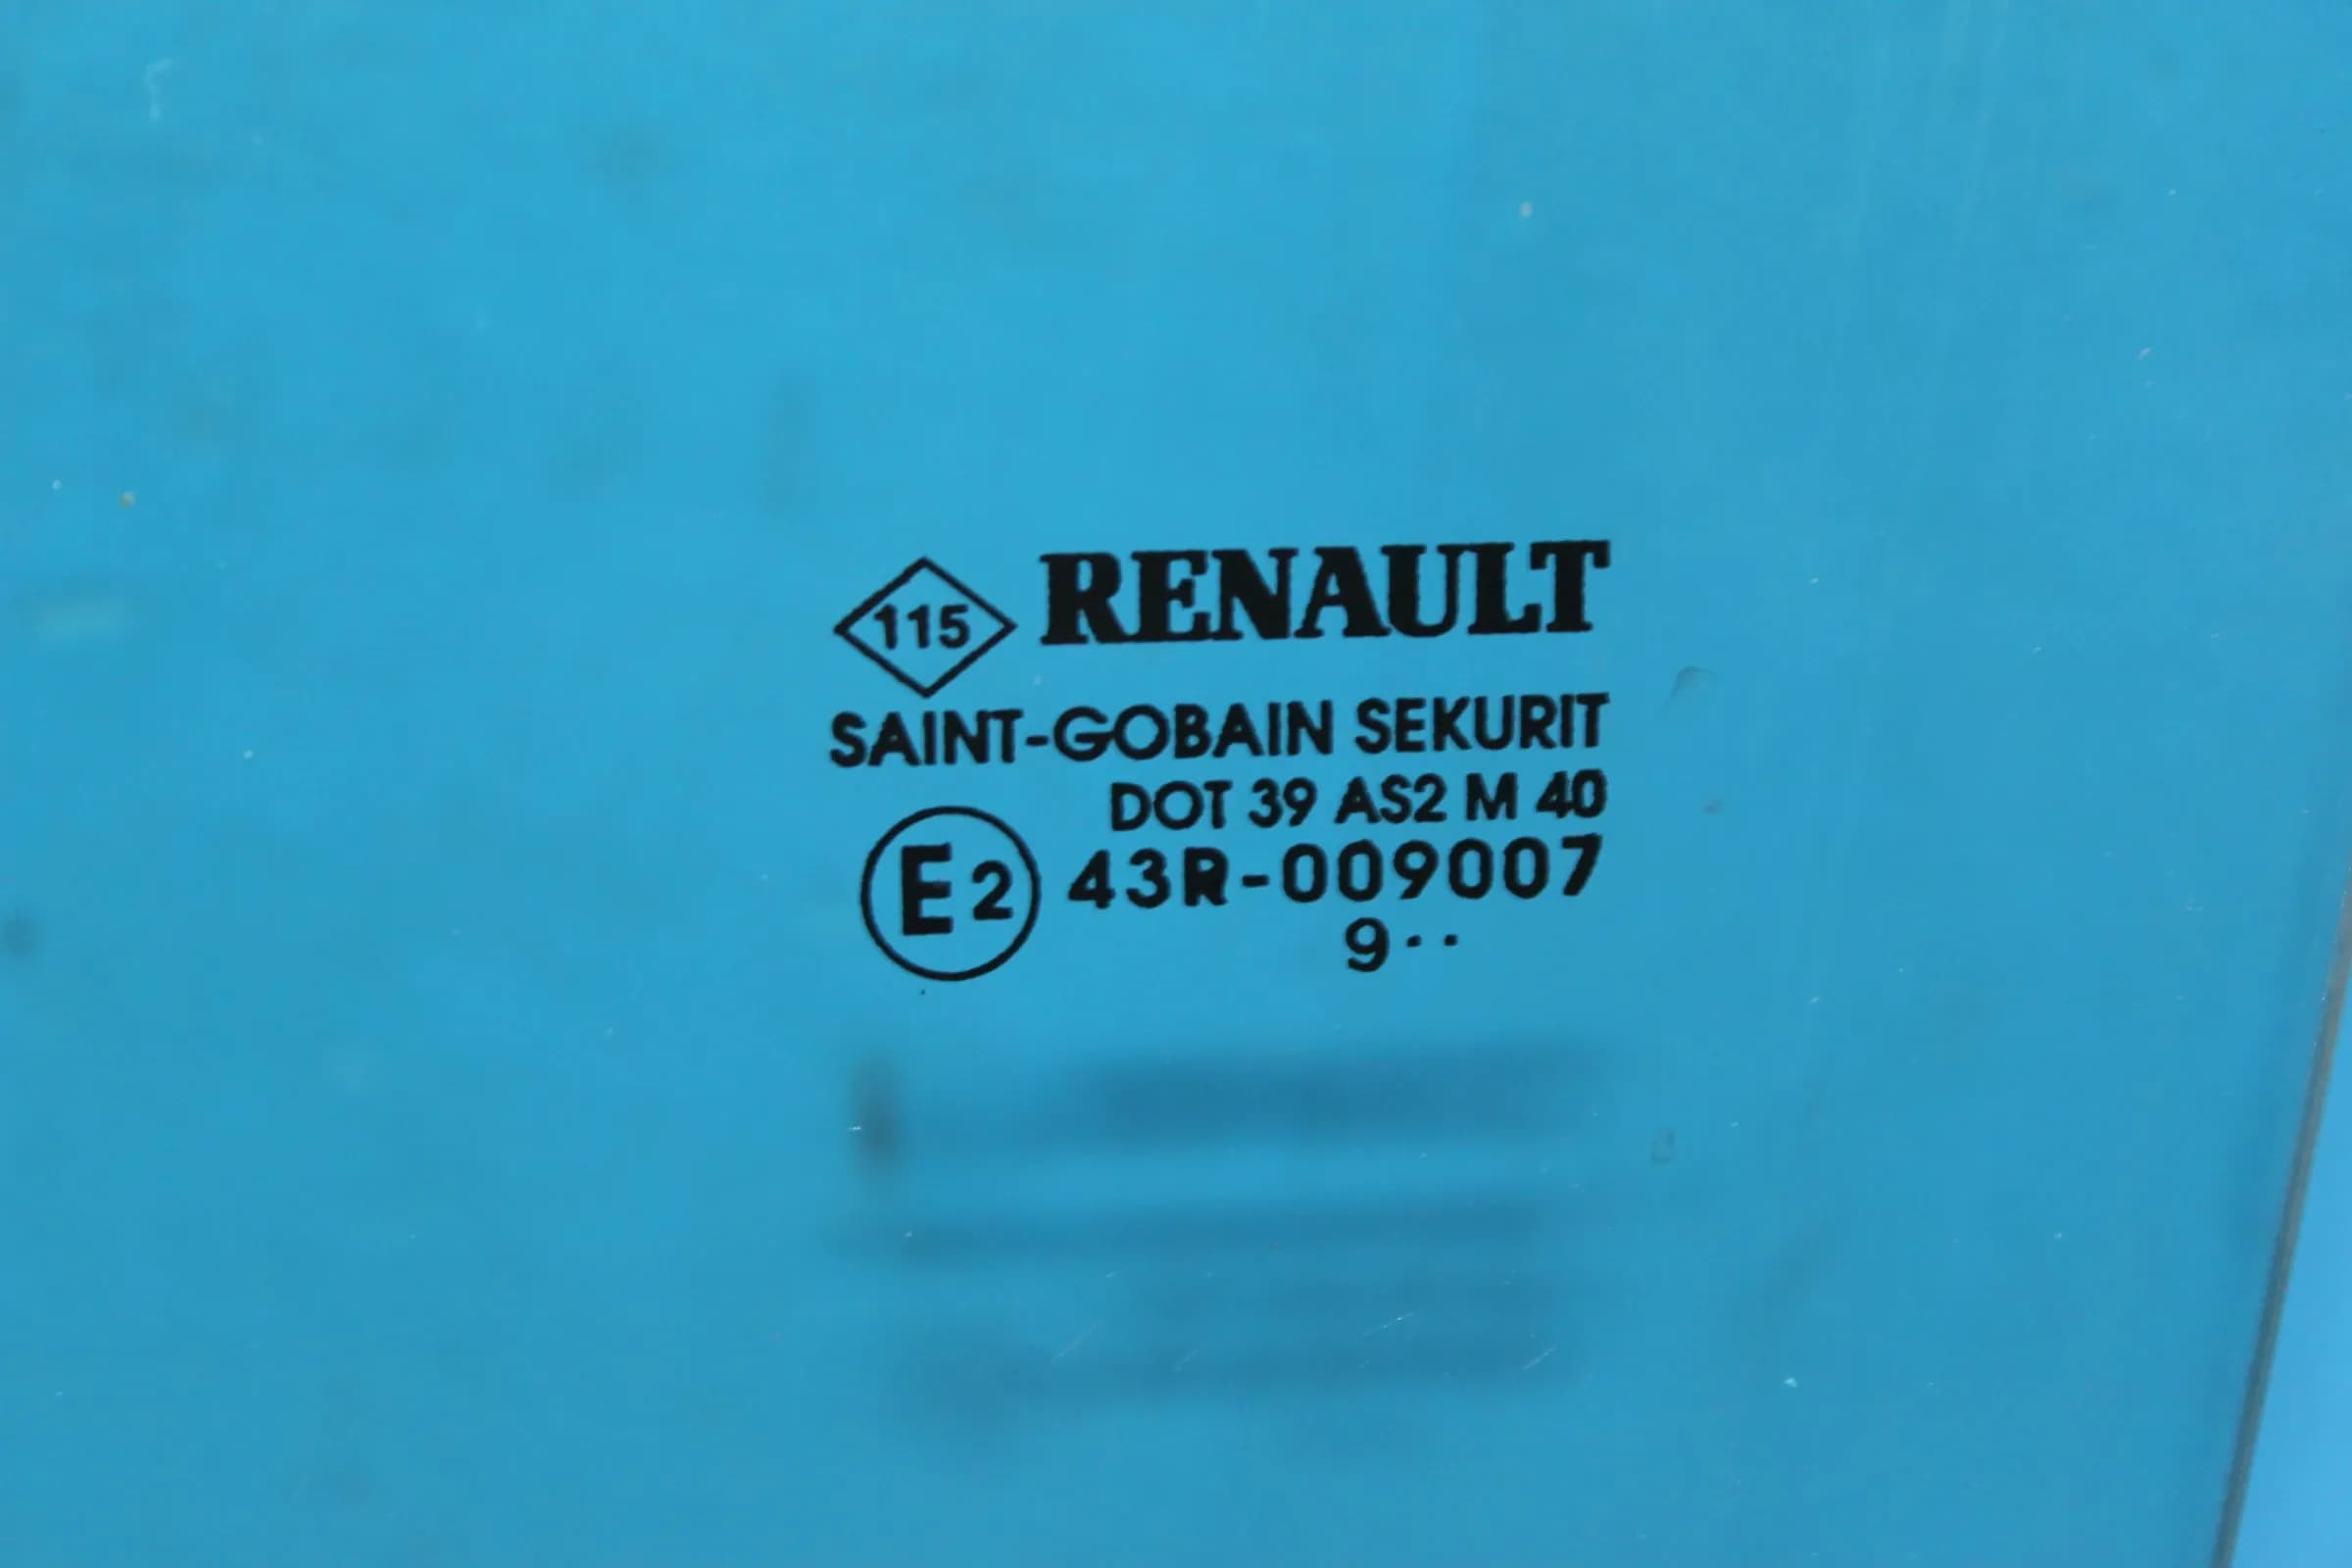 115 RENAULT
SAINT-GOBAIN SEKURIT
DOT 39 AS2 M 40
E2 43R-009007
9··